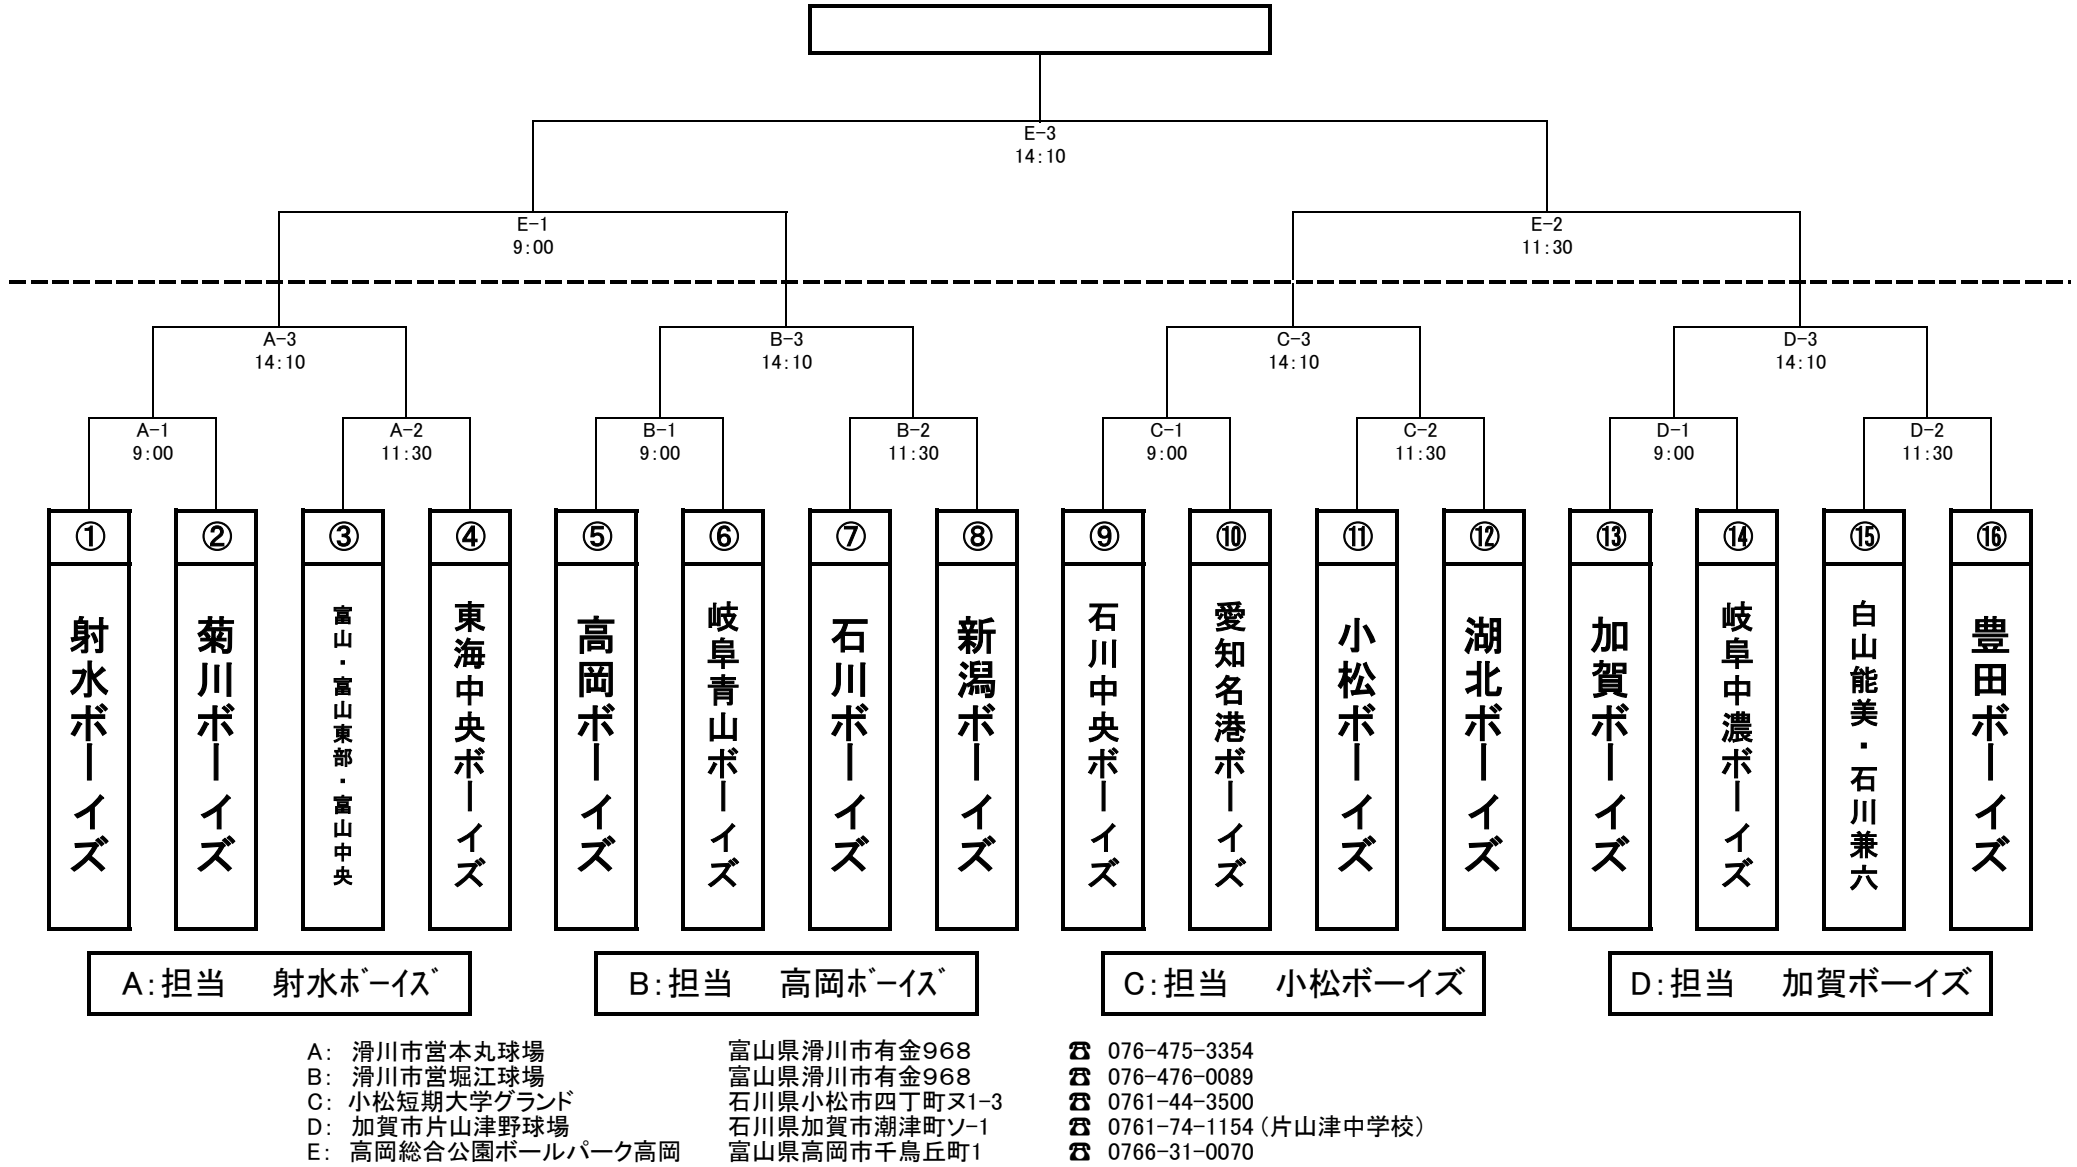 E-3
14:10
E-1
9:00
E-2
11:30
A-3
14:10
B-3
14:10
C-3
14:10
D-3
14:10
A-1
9:00
A-2
11:30
B-1
9:00
B-2
11:30
C-1
9:00
C-2
11:30
D-1
9:00
D-2
11:30
①
射水ボーイズ
②
菊川ボーイズ
③
富山・富山東部・富山中央
④
東海中央ボーイズ
⑤
高岡ボーイズ
⑥
岐阜青山ボーイズ
⑦
石川ボーイズ
⑧
新潟ボーイズ
⑨
石川中央ボーイズ
⑩
愛知名港ボーイズ
⑪
小松ボーイズ
⑫
湖北ボーイズ
⑬
加賀ボーイズ
⑭
岐阜中濃ボーイズ
⑮
白山能美・石川兼六
⑯
豊田ボーイズ
A:担当 射水ﾎﾞｰｲｽﾞ
B:担当 高岡ﾎﾞｰｲｽﾞ
C:担当 小松ボーイズ
D:担当 加賀ボーイズ
A: 滑川市営本丸球場 富山県滑川市有金968 ☎ 076-475-3354
B: 滑川市営堀江球場 富山県滑川市有金968 ☎ 076-476-0089
C: 小松短期大学グランド 石川県小松市四丁町ヌ1-3 ☎ 0761-44-3500
D: 加賀市片山津野球場 石川県加賀市潮津町ソ-1 ☎ 0761-74-1154(片山津中学校)
E: 高岡総合公園ボールパーク高岡 富山県高岡市千鳥丘町1 ☎ 0766-31-0070